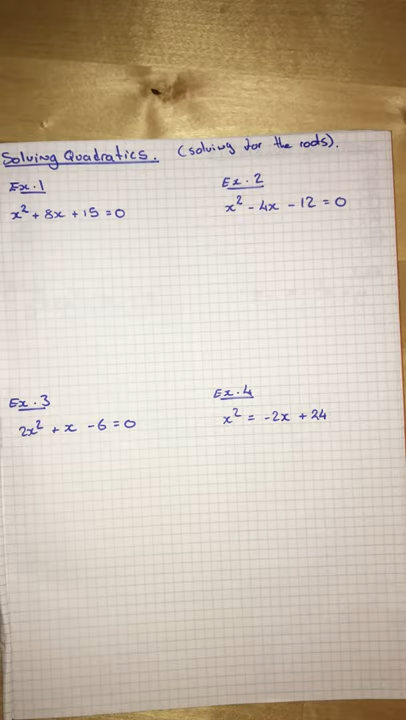 Solving Quadratics. (solving for the roots).
Ex.1
x² + 8x + 15 = 0
Ex.2
x² - 4x - 12 = 0
Ex.3
2x² + x - 6 = 0
Ex.4
x² = -2x + 24